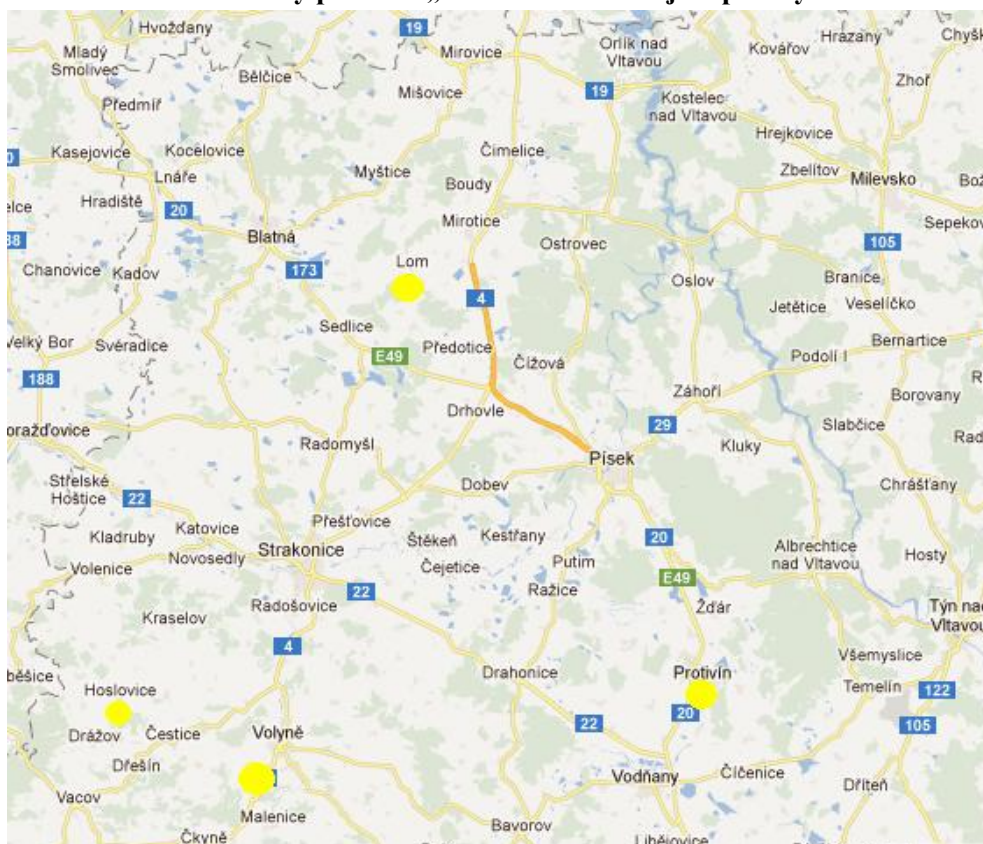 Hvožďany
19
Mirovice
Orlík nad
Vltavou
Kovářov
Hrazany
Mladý
Smolivec
Bělčice
Mišovice
19
Zhoř
Předmíř
Kostelec
nad Vltavou
Hrejkovice
Kasejovice
Kocelovice
Čimelice
Zbelítov
Milevsko
Lnáře
Myštice
Boudy
Hradiště
20
Mirotice
Sepekov
Blatná
Ostrovec
105
Chanovice
Kadov
173
Lom
Oslov
Branice
4
Jetětice
Veselíčko
Sedlice
Velký Bor
Svéradice
E49
Předotice
Čížová
Podolí I
Bernartice
188
Záhoří
Borovany
Drhovle
29
Slabčice
Radomyšl
Písek
Kluky
Střelské
Hoštice
22
Dobev
Chrášťany
Kladruby
Katovice
Přešťovice
Štěkeň
Kestřany
20
Albrechtice
nad Vltavou
Hosty
Volenice
Novosedly
Strakonice
Čejetice
Putim
E49
22
Radošovice
Ražice
Žďár
Týn nad
Vltavou
Kraselov
4
Všemyslice
Hoslovice
Drahonice
Protivín
Temelín
122
20
105
Drážov
Čestice
Volyně
22
Dřešín
Vodňany
Číčenice
Dříteň
Vacov
Malenice
Bavorov
Čkyně
Libějovice